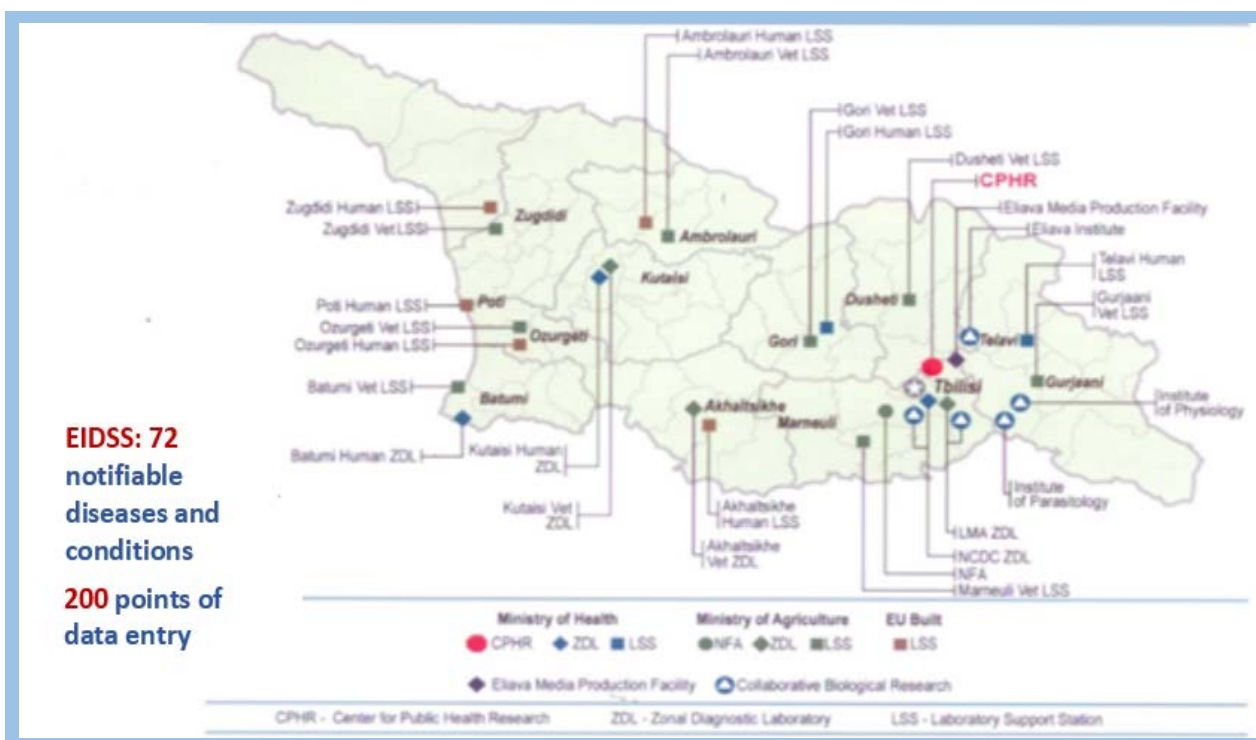 Ambrolauri Human LSS
Ambrolauri Vet LSS
Gori Vet LSS
Gori Human LSS
Dusheti Vet LSS
CPHR
Eliava Media Production Facility
Eliava Institute
Telavi Human
LSS
Gurjaani
Vet LSS
Zugdidi Human LSS
Zugdidi Vet LSS
Zugdidi
Ambrolauri
Kutaisi
Poti Human LSS
Poti
Dusheti
Ozurgeti Vet LSS
Ozurgeti Human LSS
Ozurgeti
Gori
Telavi
Batumi Vet LSS
Batumi
Tbilisi
Gurjaani
Akhaltsikhe
Marneuli
Institute
of Physiology
Batumi Human ZDL
Kutaisi Human
ZDL
Kutaisi Vet
ZDL
Akhaltsikhe
Human LSS
Akhaltsikhe
Vet ZDL
Institute
of Parasitology
LMA ZDL
NCDC ZDL
NFA
Marneuli Vet LSS
EIDSS: 72
notifiable
diseases and
conditions
200 points of
data entry
Ministry of Health
CPHR ZDL LSS
Ministry of Agriculture
NFA ZDL LSS
EU Built
LSS
Eliava Media Production Facility
Collaborative Biological Research
CPHR - Center for Public Health Research
ZDL - Zonal Diagnostic Laboratory
LSS - Laboratory Support Station